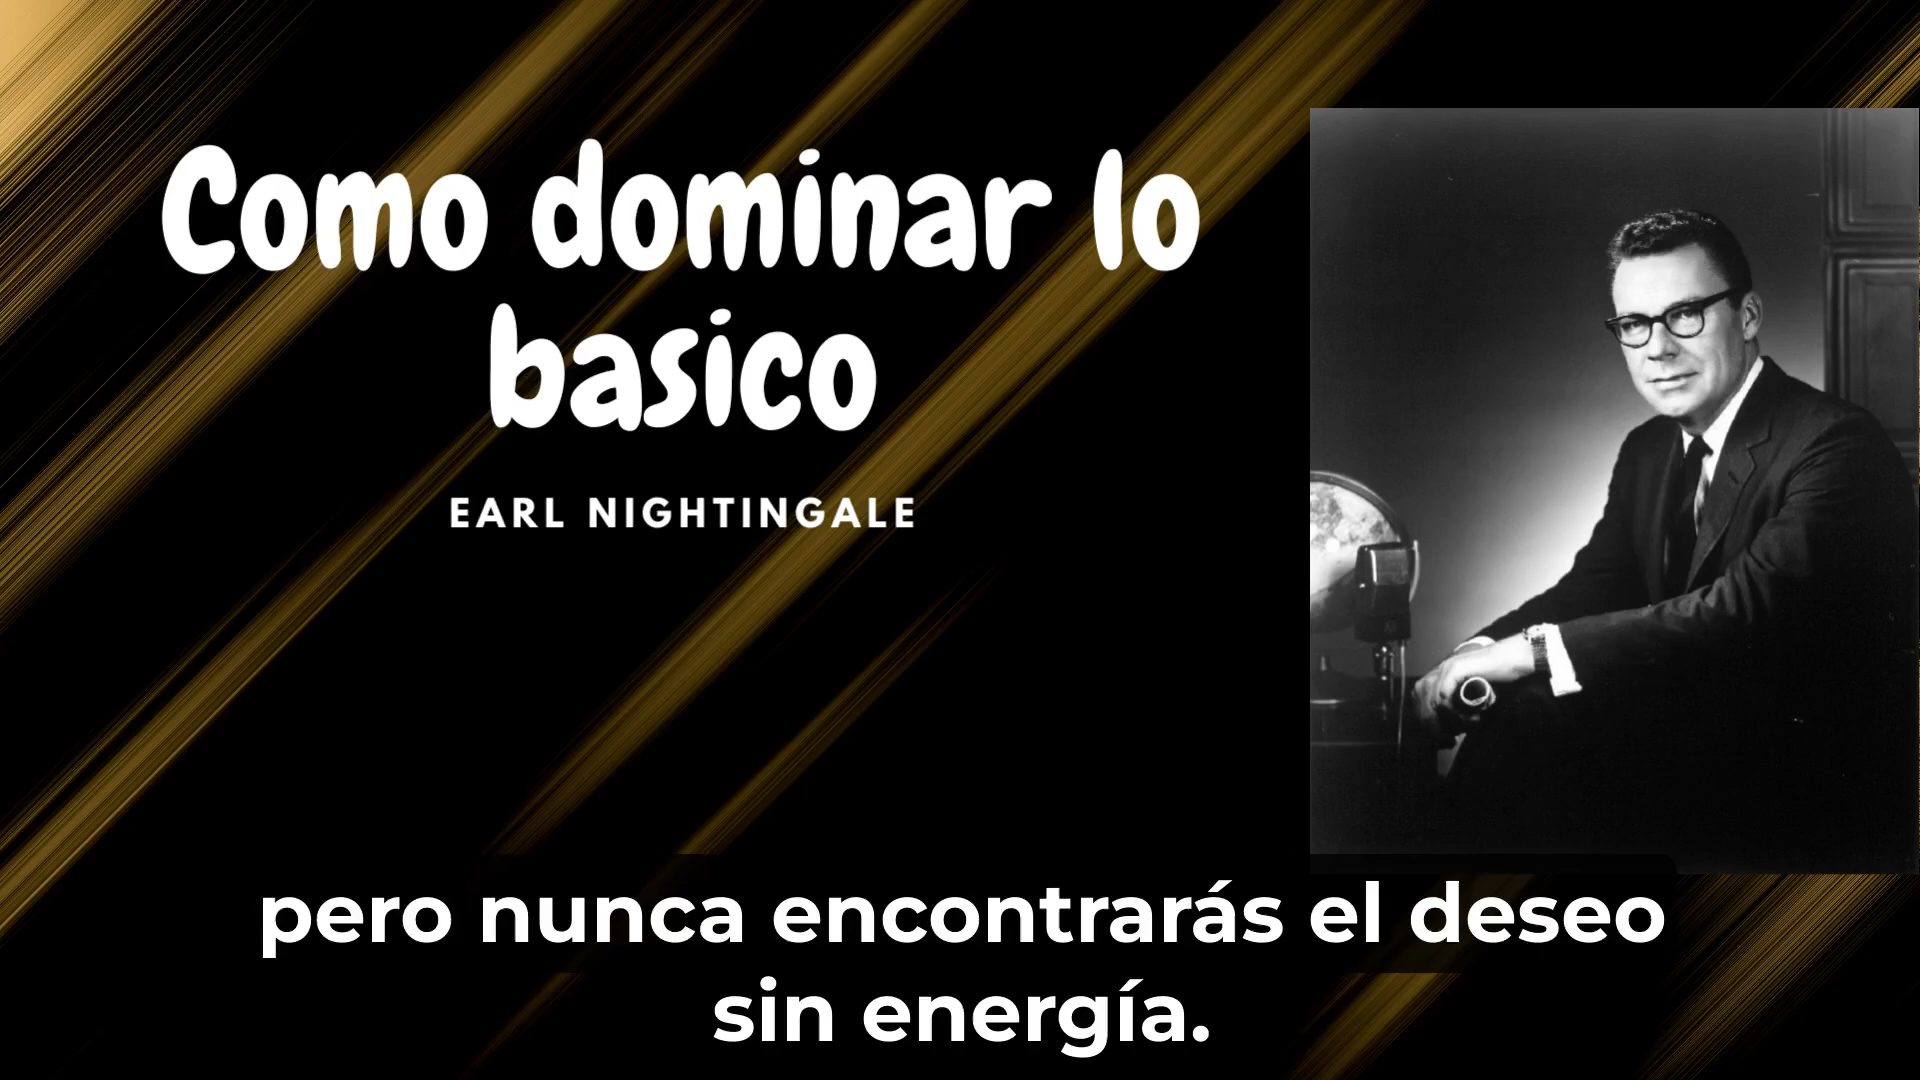 Como dominar lo
basico
EARL NIGHTINGALE
pero nunca encontrarás el deseo
sin energía.